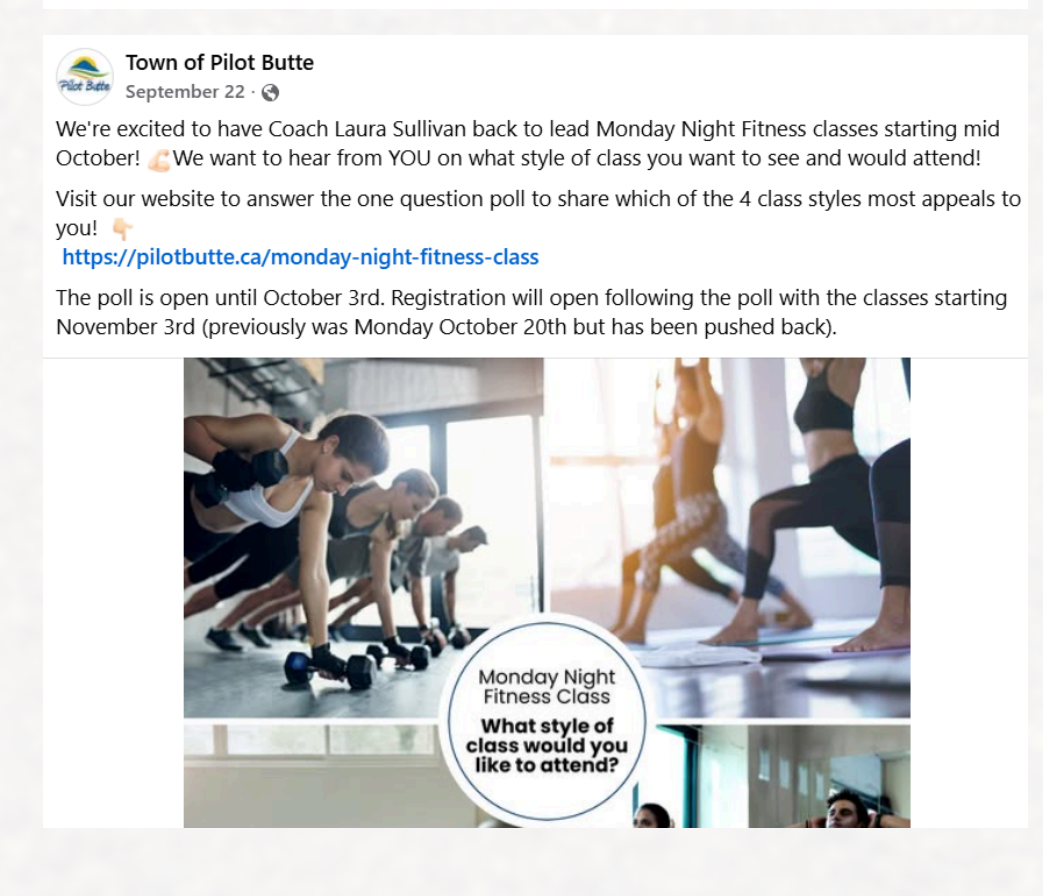 Town of Pilot Butte
Pilot Butte
September 22 ·
We're excited to have Coach Laura Sullivan back to lead Monday Night Fitness classes starting mid
October! 💪🏻We want to hear from YOU on what style of class you want to see and would attend!
Visit our website to answer the one question poll to share which of the 4 class styles most appeals to
you! 👇🏻
https://pilotbutte.ca/monday-night-fitness-class
The poll is open until October 3rd. Registration will open following the poll with the classes starting
November 3rd (previously was Monday October 20th but has been pushed back).
Monday Night
Fitness Class
What style of
class would you
like to attend?